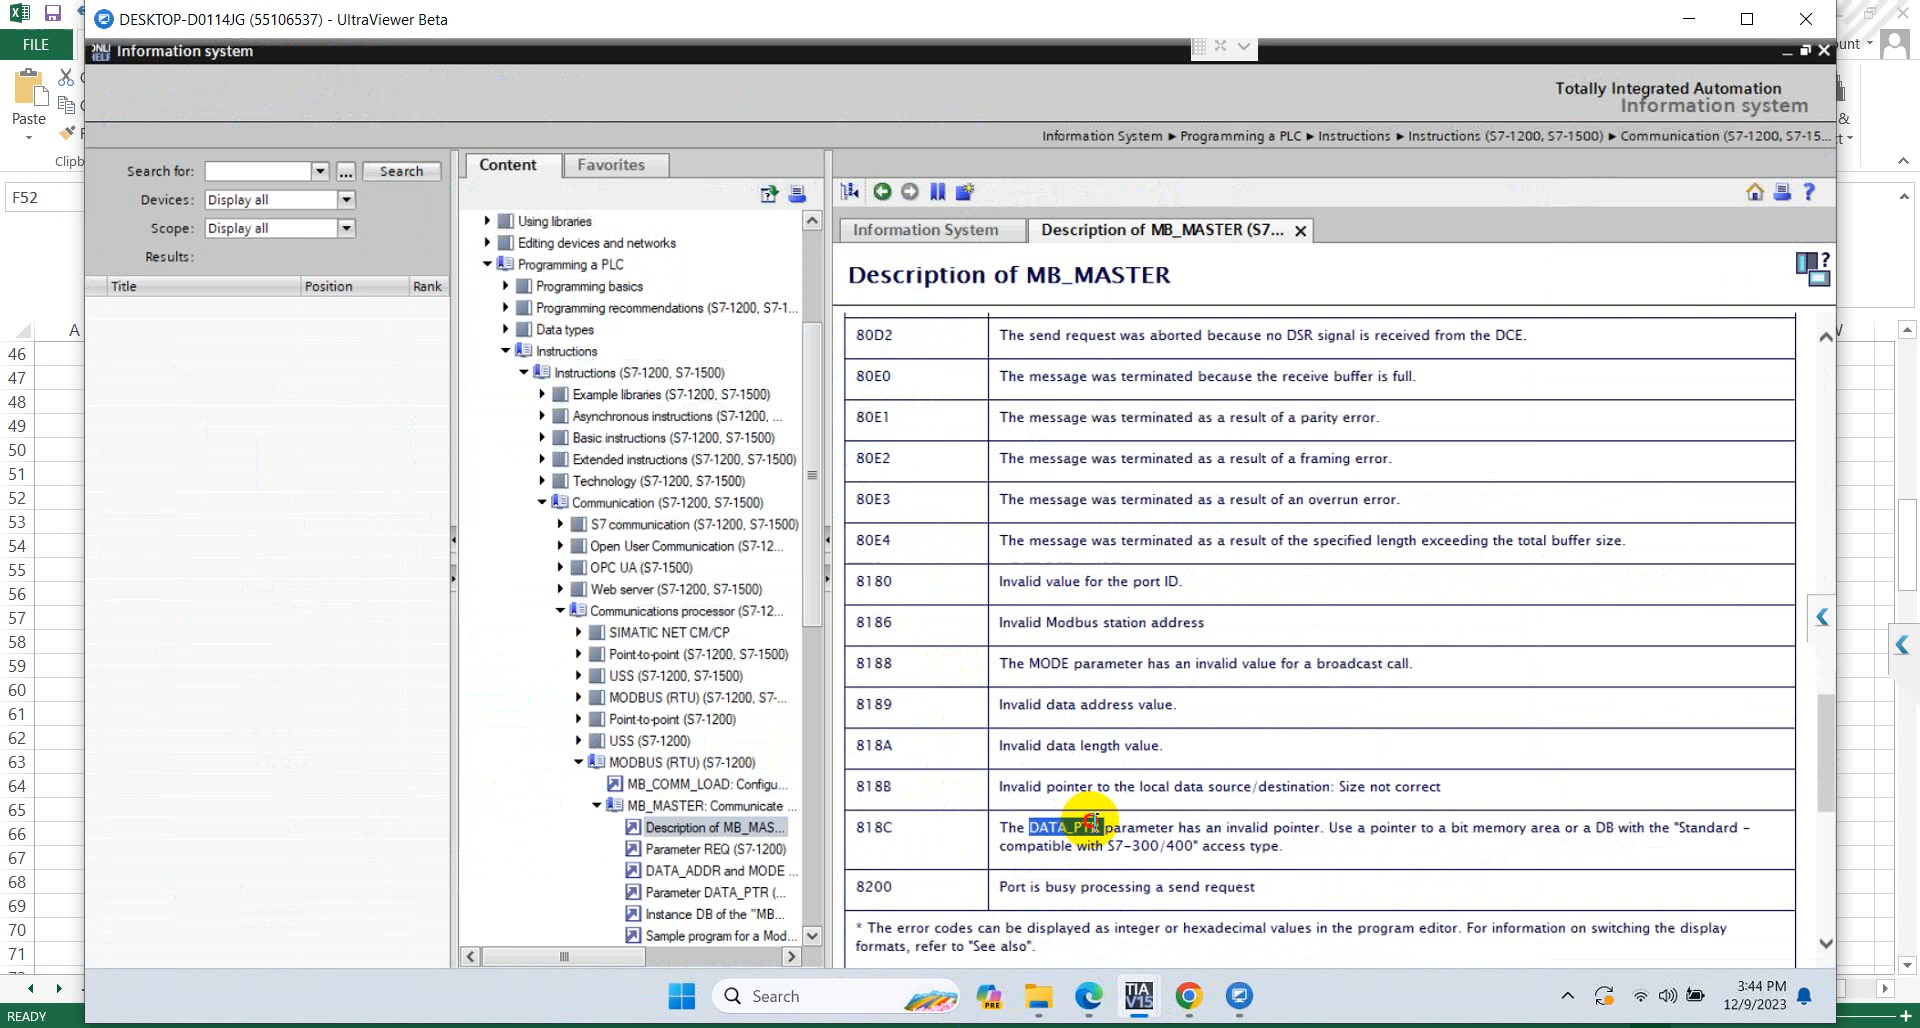 DESKTOP-D0114JG (55106537) - UltraViewer Beta
FILE
Information system
Paste
Clipb
F52
READY
Totally Integrated Automation
Information system
Information System ▶ Programming a PLC ▶ Instructions ▶ Instructions (S7-1200, S7-1500) ▶ Communication (S7-1200, S7-15...
Search for:
...
Search
Devices:
Display all
Scope:
Display all
Results:
Title
Position
Rank
Content
Favorites
Using libraries
Editing devices and networks
Programming a PLC
Programming basics
Programming recommendations (S7-1200, S7-1...
Data types
Instructions
Instructions (S7-1200, S7-1500)
Example libraries (S7-1200, S7-1500)
Asynchronous instructions (S7-1200, ...
Basic instructions (S7-1200, S7-1500)
Extended instructions (S7-1200, S7-1500)
Technology (S7-1200, S7-1500)
Communication (S7-1200, S7-1500)
S7 communication (S7-1200, S7-1500)
Open User Communication (S7-12...
OPC UA (S7-1500)
Web server (S7-1200, S7-1500)
Communications processor (S7-12...
SIMATIC NET CM/CP
Point-to-point (S7-1200, S7-1500)
USS (S7-1200, S7-1500)
MODBUS (RTU) (S7-1200, S7-...
Point-to-point (S7-1200)
USS (S7-1200)
MODBUS (RTU) (S7-1200)
MB_COMM_LOAD: Configu...
MB_MASTER: Communicate ...
Description of MB_MAS...
Parameter REQ (S7-1200)
DATA_ADDR and MODE ...
Parameter DATA_PTR (...
Instance DB of the "MB...
Sample program for a Mod...
Information System
Description of MB_MASTER (S7...
Description of MB_MASTER
80D2 The send request was aborted because no DSR signal is received from the DCE.
80E0 The message was terminated because the receive buffer is full.
80E1 The message was terminated as a result of a parity error.
80E2 The message was terminated as a result of a framing error.
80E3 The message was terminated as a result of an overrun error.
80E4 The message was terminated as a result of the specified length exceeding the total buffer size.
8180 Invalid value for the port ID.
8186 Invalid Modbus station address
8188 The MODE parameter has an invalid value for a broadcast call.
8189 Invalid data address value.
818A Invalid data length value.
818B Invalid pointer to the local data source/destination: Size not correct
818C The DATA_PTR parameter has an invalid pointer. Use a pointer to a bit memory area or a DB with the "Standard -
compatible with S7-300/400" access type.
8200 Port is busy processing a send request
* The error codes can be displayed as integer or hexadecimal values in the program editor. For information on switching the display
formats, refer to "See also".
A
46
47
48
49
50
51
52
53
54
55
56
57
58
59
60
61
62
63
64
65
66
67
68
69
70
71
Search
PRE
TIA
V15
3:44 PM
12/9/2023